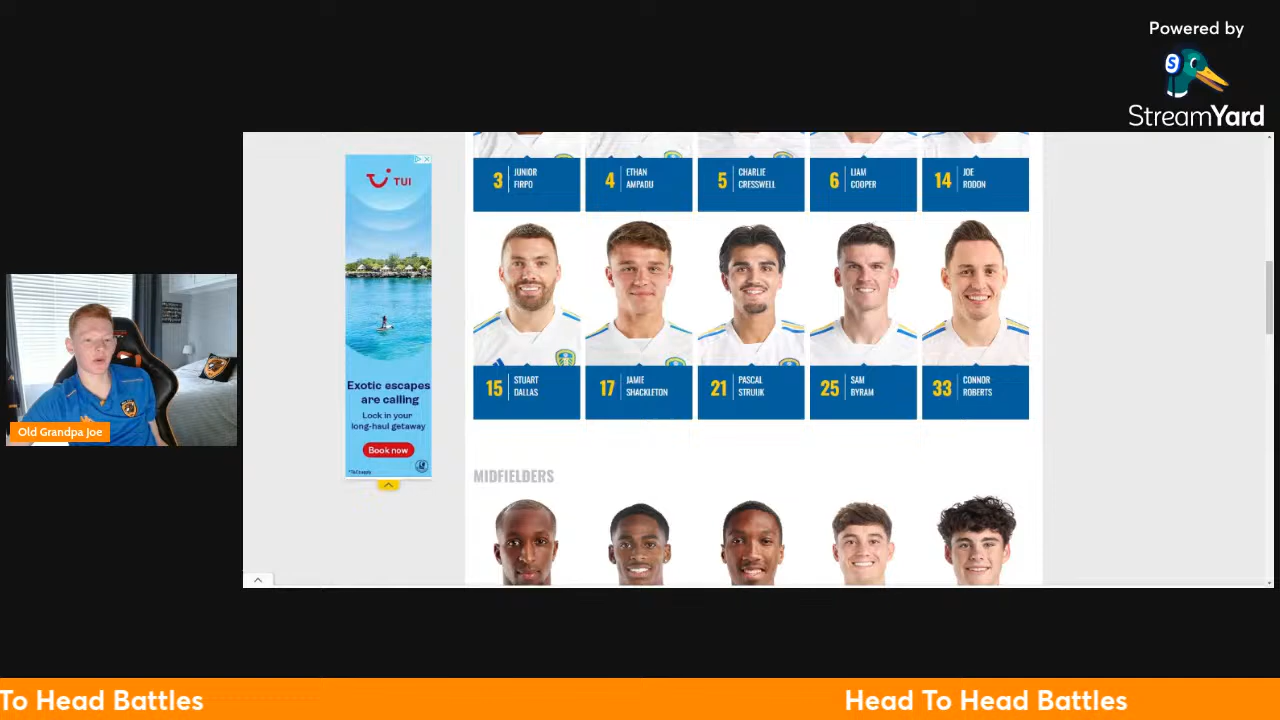 Powered by
StreamYard
TUI
3 JUNIOR FIRPO
4 ETHAN AMPADU
5 CHARLIE CRESSWELL
6 LIAM COOPER
14 JOE RODON
Exotic escapes
are calling
Lock in your
long-haul getaway
Book now
15 STUART DALLAS
17 JAMIE SHACKLETON
21 PASCAL STRUIJK
25 SAM BYRAM
33 CONNOR ROBERTS
Old Grandpa Joe
MIDFIELDERS
To Head Battles
Head To Head Battles